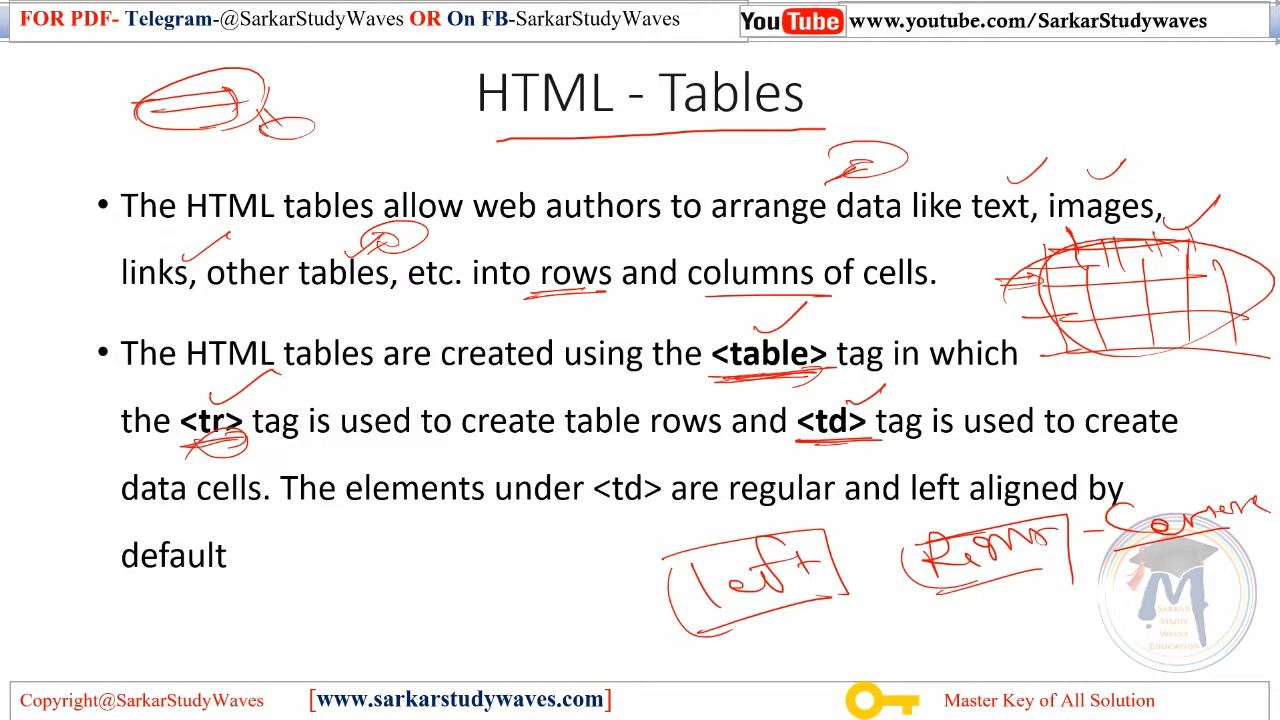 FOR PDF- Telegram-@SarkarStudyWaves OR On FB-SarkarStudyWaves
YouTube www.youtube.com/SarkarStudywaves
HTML - Tables
• The HTML tables allow web authors to arrange data like text, images,
links, other tables, etc. into rows and columns of cells.
• The HTML tables are created using the <table> tag in which
the <tr> tag is used to create table rows and <td> tag is used to create
data cells. The elements under <td> are regular and left aligned by
default
left
SARKAR
STUDY
WAVES
EDUCATION
Copyright@SarkarStudyWaves
[www.sarkarstudywaves.com]
Master Key of All Solution